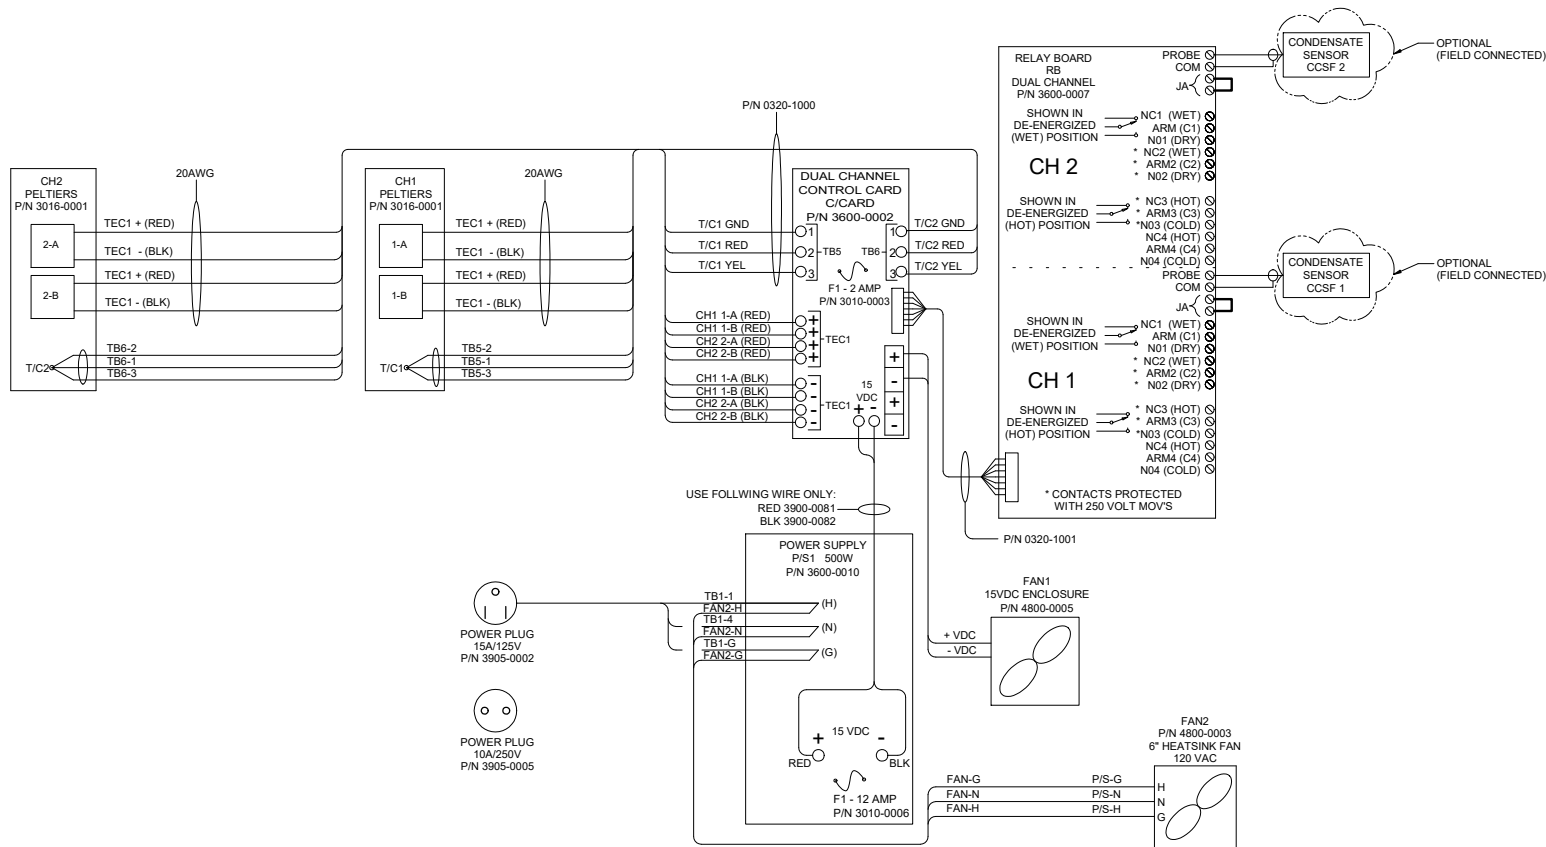 P/N 0320-1000
CH2
PELTIERS
P/N 3016-0001
20AWG
2-A
2-B
TEC1 + (RED)
TEC1 - (BLK)
TEC1 + (RED)
TEC1 - (BLK)
T/C2
TB6-2
TB6-1
TB6-3
CH1
PELTIERS
P/N 3016-0001
20AWG
1-A
1-B
TEC1 + (RED)
TEC1 - (BLK)
TEC1 + (RED)
TEC1 - (BLK)
T/C1
TB5-2
TB5-1
TB5-3
DUAL CHANNEL
CONTROL CARD
C/CARD
P/N 3600-0002
T/C1 GND
T/C1 RED
T/C1 YEL
1
2
3
TB5
TB6
1
2
3
T/C2 GND
T/C2 RED
T/C2 YEL
F1 - 2 AMP
P/N 3010-0003
CH1 1-A (RED)
CH1 1-B (RED)
CH2 2-A (RED)
CH2 2-B (RED)
+
+
+
+
TEC1
CH1 1-A (BLK)
CH1 1-B (BLK)
CH2 2-A (BLK)
CH2 2-B (BLK)
-
-
-
-
TEC1
15
VDC
+ -
+
-
+
-
USE FOLLWING WIRE ONLY:
RED 3900-0081
BLK 3900-0082
POWER SUPPLY
P/S1 500W
P/N 3600-0010
TB1-1
FAN2-H
(H)
TB1-4
FAN2-N
(N)
TB1-G
FAN2-G
(G)
+ 15 VDC -
RED
BLK
F1 - 12 AMP
P/N 3010-0006
POWER PLUG
15A/125V
P/N 3905-0002
POWER PLUG
10A/250V
P/N 3905-0005
FAN1
15VDC ENCLOSURE
P/N 4800-0005
+ VDC
- VDC
FAN2
P/N 4800-0003
6" HEATSINK FAN
120 VAC
FAN-G P/S-G H
FAN-N P/S-N N
FAN-H P/S-H G
P/N 0320-1001
RELAY BOARD
RB
DUAL CHANNEL
P/N 3600-0007
PROBE
COM
JA
SHOWN IN
DE-ENERGIZED
(WET) POSITION
NC1 (WET)
ARM (C1)
N01 (DRY)
* NC2 (WET)
* ARM2 (C2)
* N02 (DRY)
CH 2
SHOWN IN
DE-ENERGIZED
(HOT) POSITION
* NC3 (HOT)
* ARM3 (C3)
*N03 (COLD)
NC4 (HOT)
ARM4 (C4)
N04 (COLD)
PROBE
COM
JA
SHOWN IN
DE-ENERGIZED
(WET) POSITION
NC1 (WET)
ARM (C1)
N01 (DRY)
* NC2 (WET)
* ARM2 (C2)
* N02 (DRY)
CH 1
SHOWN IN
DE-ENERGIZED
(HOT) POSITION
* NC3 (HOT)
* ARM3 (C3)
*N03 (COLD)
NC4 (HOT)
ARM4 (C4)
N04 (COLD)
* CONTACTS PROTECTED
WITH 250 VOLT MOV'S
CONDENSATE
SENSOR
CCSF 2
OPTIONAL
(FIELD CONNECTED)
CONDENSATE
SENSOR
CCSF 1
OPTIONAL
(FIELD CONNECTED)